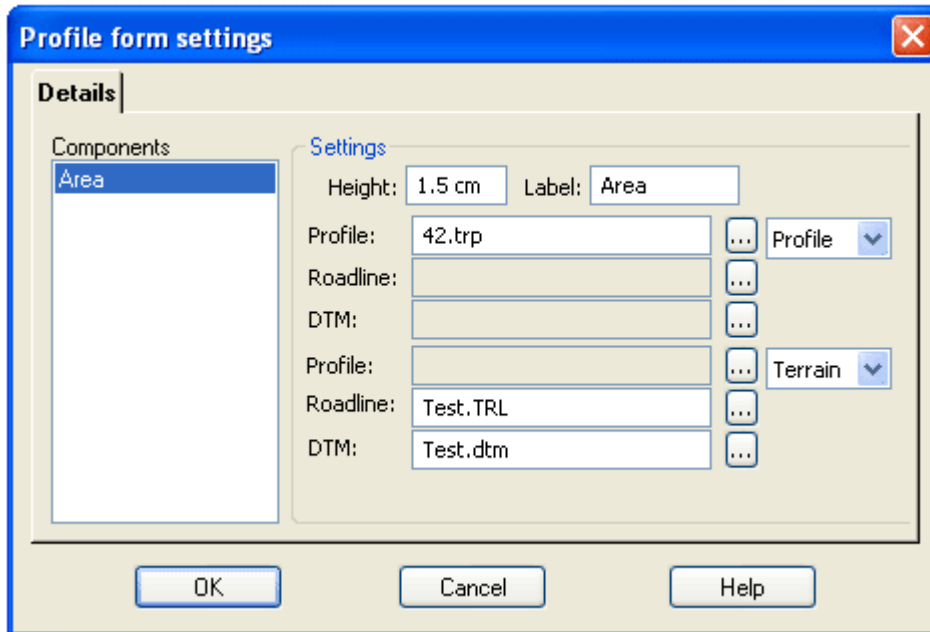 Profile form settings
Details
Components
Area
Settings
Height: 1.5 cm Label: Area
Profile: 42.trp ... Profile
Roadline: ...
DTM: ...
Profile: ... Terrain
Roadline: Test.TRL ...
DTM: Test.dtm ...
OK Cancel Help